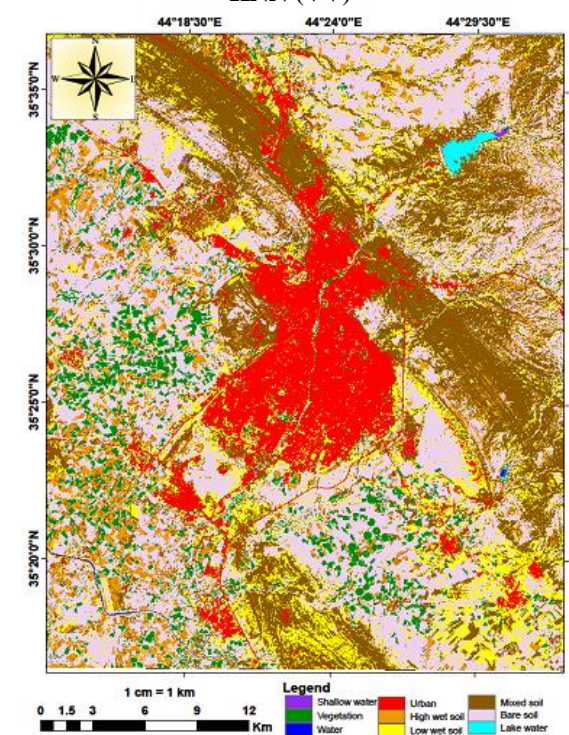 44°18'30"E 44°24'0"E 44°29'30"E
N
W
S
35°35'0"N
35°30'0"N
35°25'0"N
35°20'0"N
1 cm = 1 km
0 1.5 3 6 9 12
Km
Legend
Shallow water
Vegetation
Water
Urban
High wet soil
Low wet soil
Mixed soil
Bare soil
Lake water